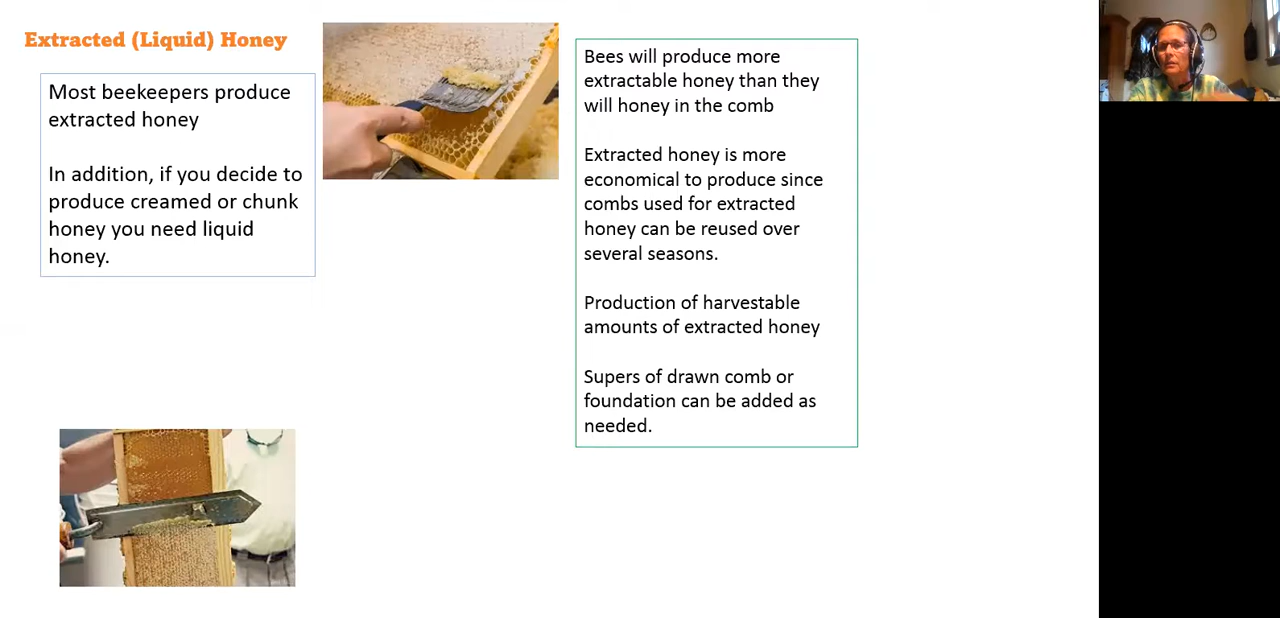 Extracted (Liquid) Honey
Most beekeepers produce
extracted honey
In addition, if you decide to
produce creamed or chunk
honey you need liquid
honey.
Bees will produce more
extractable honey than they
will honey in the comb
Extracted honey is more
economical to produce since
combs used for extracted
honey can be reused over
several seasons.
Production of harvestable
amounts of extracted honey
Supers of drawn comb or
foundation can be added as
needed.